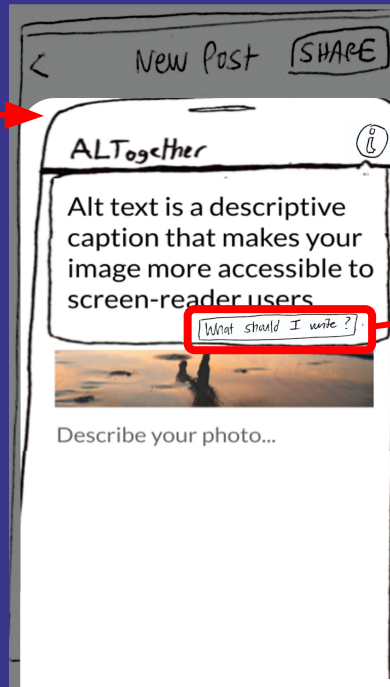 < New Post SHARE
ALTogether i
Alt text is a descriptive
caption that makes your
image more accessible to
screen-reader users
What should I write?
Describe your photo...